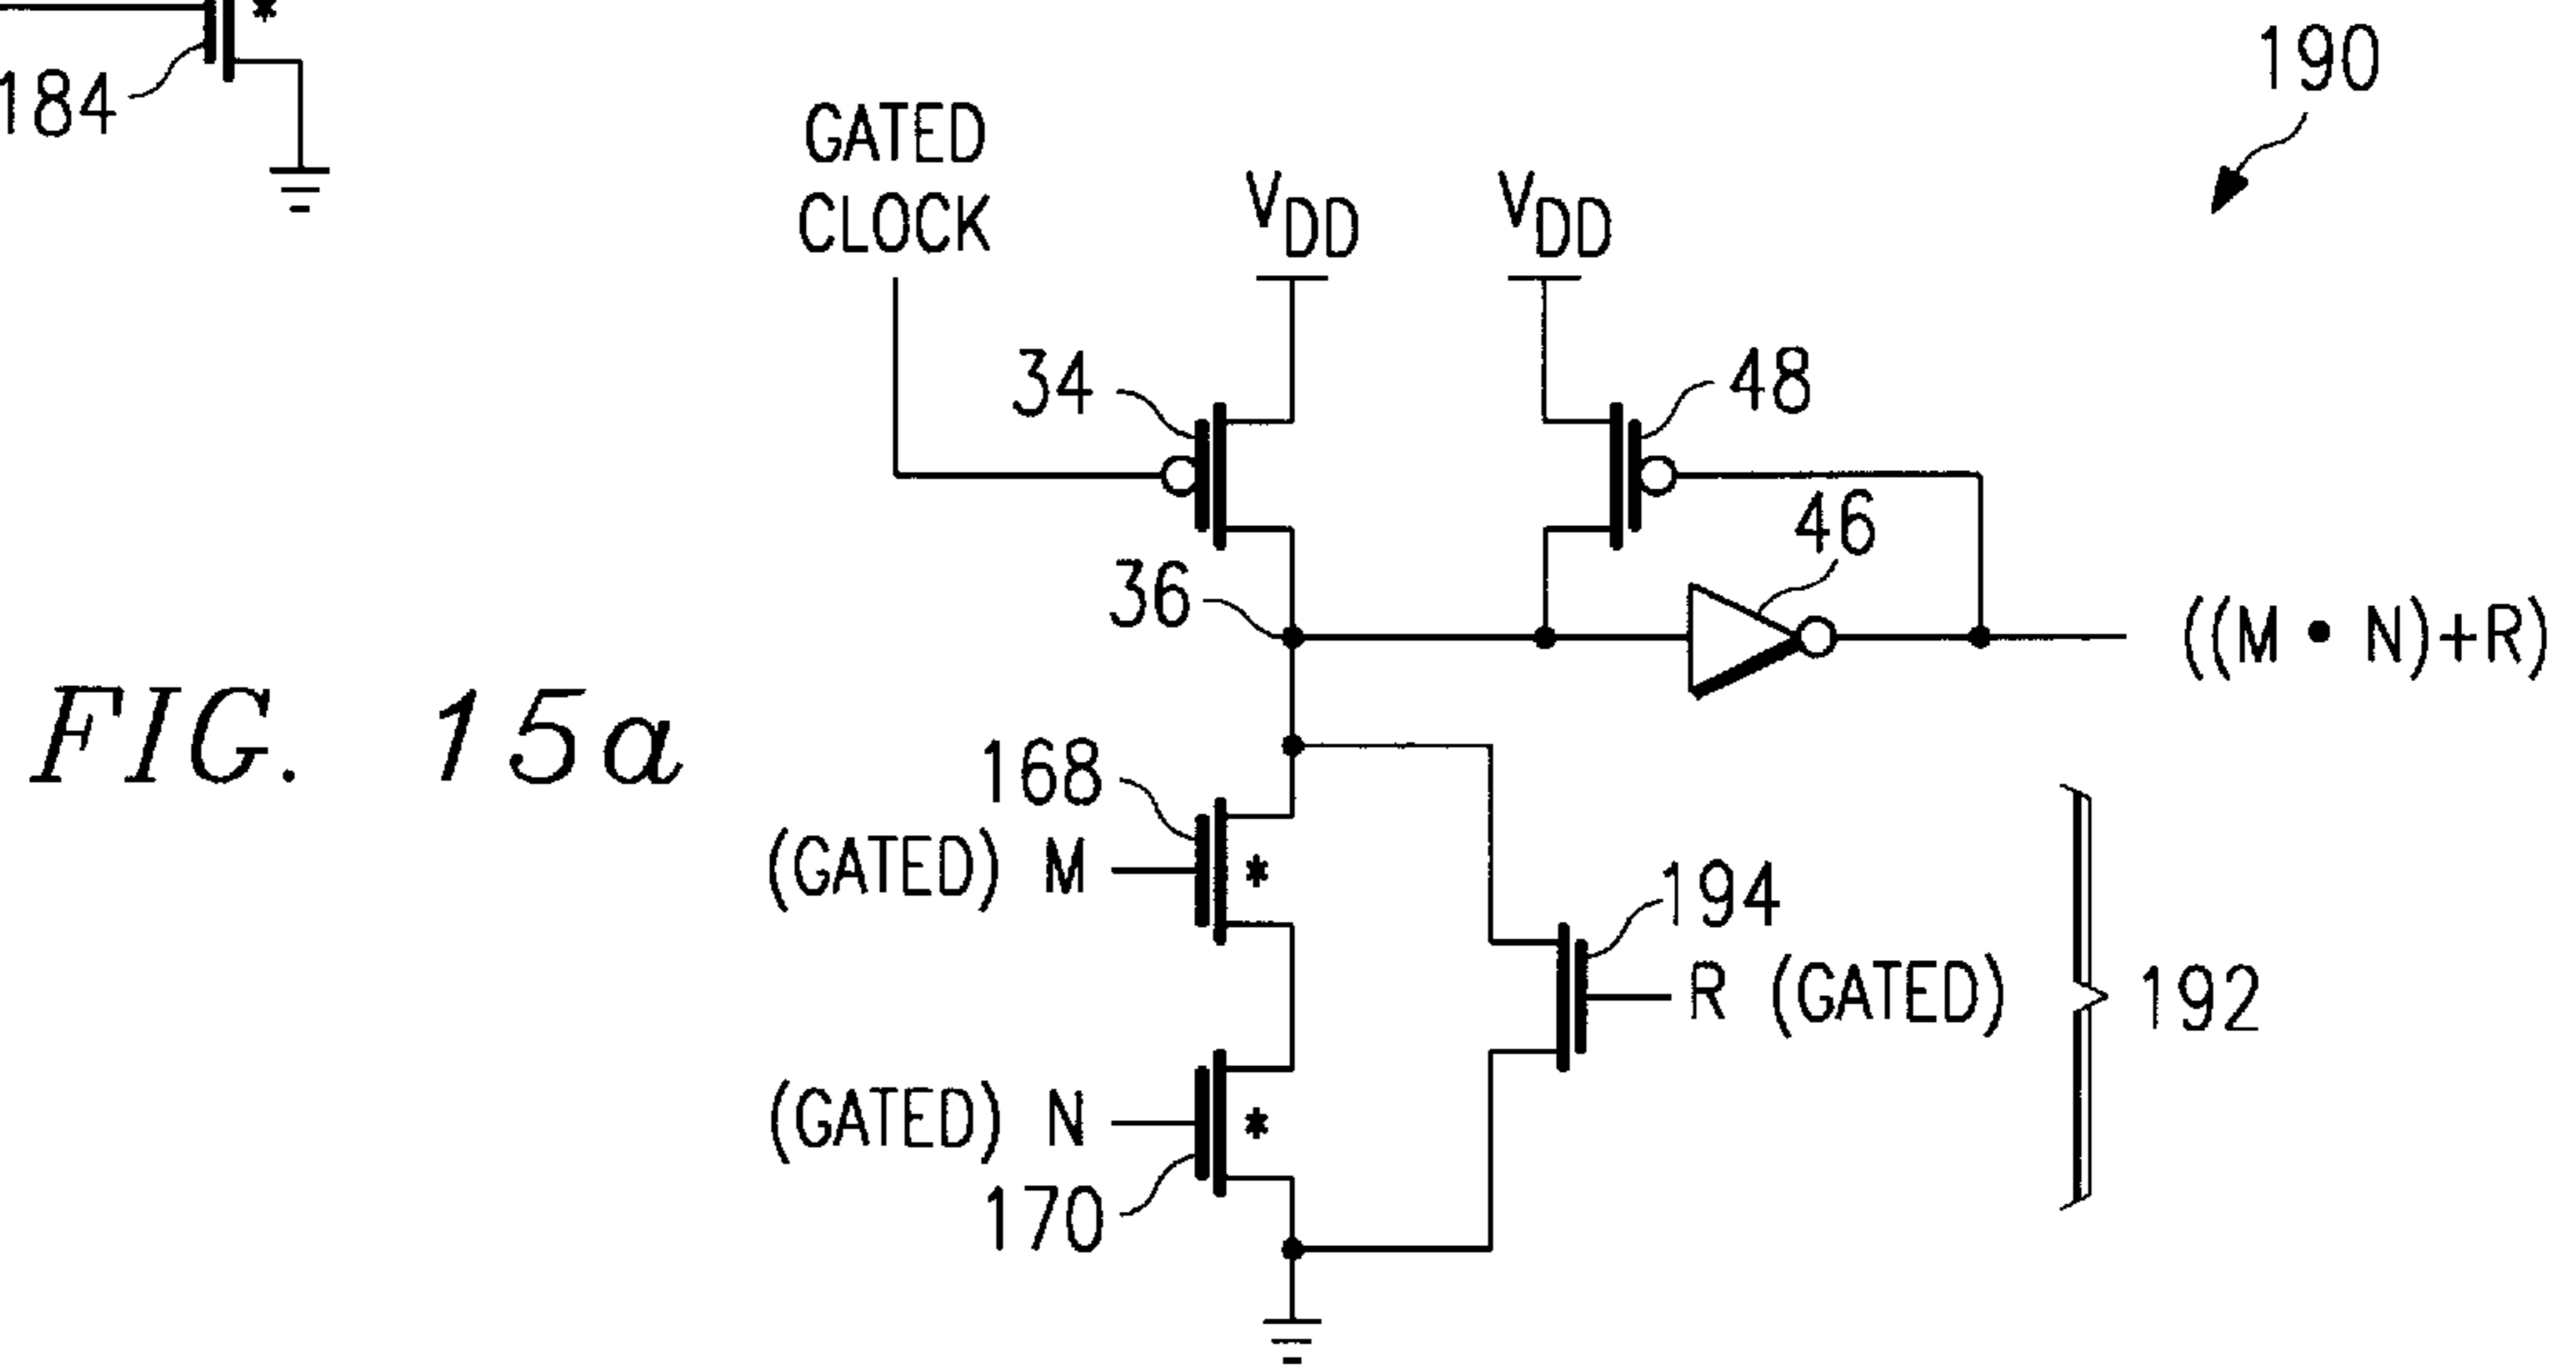 184
*
190
GATED
CLOCK
VDD
VDD
34
48
46
36
((M • N)+R)
FIG. 15a
168
(GATED) M
*
194
R (GATED)
192
(GATED) N
*
170